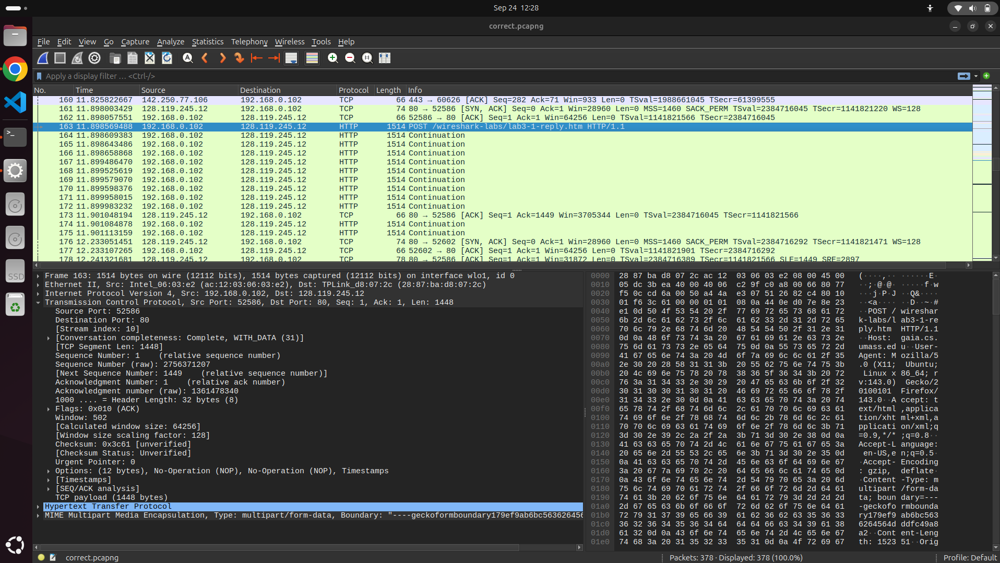 Sep 24 12:28
correct.pcapng
File Edit View Go Capture Analyze Statistics Telephony Wireless Tools Help
Apply a display filter … <Ctrl-/>
No. Time Source Destination Protocol Length Info
160 11.825822667 142.250.77.106 192.168.0.102 TCP 66 443 → 60626 [ACK] Seq=282 Ack=71 Win=933 Len=0 TSval=1988661045 TSecr=61399555
161 11.898003429 128.119.245.12 192.168.0.102 TCP 74 80 → 52586 [SYN, ACK] Seq=0 Ack=1 Win=28960 Len=0 MSS=1460 SACK_PERM TSval=2384716045 TSecr=1141821220 WS=128
162 11.898057551 192.168.0.102 128.119.245.12 TCP 66 52586 → 80 [ACK] Seq=1 Ack=1 Win=64256 Len=0 TSval=1141821566 TSecr=2384716045
163 11.898569488 192.168.0.102 128.119.245.12 HTTP 1514 POST /wireshark-labs/lab3-1-reply.htm HTTP/1.1
164 11.898609383 192.168.0.102 128.119.245.12 HTTP 1514 Continuation
165 11.898643486 192.168.0.102 128.119.245.12 HTTP 1514 Continuation
166 11.898658868 192.168.0.102 128.119.245.12 HTTP 1514 Continuation
167 11.899486470 192.168.0.102 128.119.245.12 HTTP 1514 Continuation
168 11.899525619 192.168.0.102 128.119.245.12 HTTP 1514 Continuation
169 11.899579070 192.168.0.102 128.119.245.12 HTTP 1514 Continuation
170 11.899598376 192.168.0.102 128.119.245.12 HTTP 1514 Continuation
171 11.899958015 192.168.0.102 128.119.245.12 HTTP 1514 Continuation
172 11.899983232 192.168.0.102 128.119.245.12 HTTP 1514 Continuation
173 11.901048194 128.119.245.12 192.168.0.102 TCP 66 80 → 52586 [ACK] Seq=1 Ack=1449 Win=3705344 Len=0 TSval=2384716045 TSecr=1141821566
174 11.901084878 192.168.0.102 128.119.245.12 HTTP 1514 Continuation
175 11.901113159 192.168.0.102 128.119.245.12 HTTP 1514 Continuation
176 12.233051451 128.119.245.12 192.168.0.102 TCP 74 80 → 52602 [SYN, ACK] Seq=0 Ack=1 Win=28960 Len=0 MSS=1460 SACK_PERM TSval=2384716292 TSecr=1141821471 WS=128
177 12.233107265 192.168.0.102 128.119.245.12 TCP 66 52602 → 80 [ACK] Seq=1 Ack=1 Win=64256 Len=0 TSval=1141821901 TSecr=2384716292
178 12.241321681 128.119.245.12 192.168.0.102 TCP 78 80 → 52586 [ACK] Seq=1 Ack=1449 Win=31872 Len=0 TSval=2384716389 TSecr=1141821566 SLE=1449 SRE=2897
Frame 163: 1514 bytes on wire (12112 bits), 1514 bytes captured (12112 bits) on interface wlo1, id 0
Ethernet II, Src: Intel_06:03:e2 (ac:12:03:06:03:e2), Dst: TPLink_d8:07:2c (28:87:ba:d8:07:2c)
Internet Protocol Version 4, Src: 192.168.0.102, Dst: 128.119.245.12
Transmission Control Protocol, Src Port: 52586, Dst Port: 80, Seq: 1, Ack: 1, Len: 1448
Source Port: 52586
Destination Port: 80
[Stream index: 10]
[Conversation completeness: Complete, WITH_DATA (31)]
[TCP Segment Len: 1448]
Sequence Number: 1 (relative sequence number)
Sequence Number (raw): 2756371207
[Next Sequence Number: 1449 (relative sequence number)]
Acknowledgment Number: 1 (relative ack number)
Acknowledgment number (raw): 1361478340
1000 .... = Header Length: 32 bytes (8)
Flags: 0x010 (ACK)
Window: 502
[Calculated window size: 64256]
[Window size scaling factor: 128]
Checksum: 0x3c61 [unverified]
[Checksum Status: Unverified]
Urgent Pointer: 0
Options: (12 bytes), No-Operation (NOP), No-Operation (NOP), Timestamps
[Timestamps]
[SEQ/ACK analysis]
TCP payload (1448 bytes)
Hypertext Transfer Protocol
MIME Multipart Media Encapsulation, Type: multipart/form-data, Boundary: "----geckoformboundary179ef9ab6bc563626456
0000 28 87 ba d8 07 2c ac 12 03 06 03 e2 08 00 45 00 (····,·· ······E·
0010 05 dc 3b ea 40 00 40 06 c2 9f c0 a8 00 66 80 77 ··;·@·@· ·····f·w
0020 f5 0c cd 6a 00 50 a4 4a e3 07 51 26 82 c4 80 10 ···j·P·J ··Q&····
0030 01 f6 3c 61 00 00 01 01 08 0a 44 0e d0 7e 8e 23 ··<a···· ··D··~·#
0040 e1 0d 50 4f 53 54 20 2f 77 69 72 65 73 68 61 72 ··POST / wireshar
0050 6b 2d 6c 61 62 73 2f 6c 61 62 33 2d 31 2d 72 65 k-labs/l ab3-1-re
0060 70 6c 79 2e 68 74 6d 20 48 54 54 50 2f 31 2e 31 ply.htm HTTP/1.1
0070 0d 0a 48 6f 73 74 3a 20 67 61 69 61 2e 63 73 2e ··Host: gaia.cs.
0080 75 6d 61 73 73 2e 65 64 75 0d 0a 55 73 65 72 2d umass.ed u··User-
0090 41 67 65 6e 74 3a 20 4d 6f 7a 69 6c 6c 61 2f 35 Agent: M ozilla/5
00a0 2e 30 20 28 58 31 31 3b 20 55 62 75 6e 74 75 3b .0 (X11; Ubuntu;
00b0 20 4c 69 6e 75 78 20 78 38 36 5f 36 34 3b 20 72 Linux x 86_64; r
00c0 76 3a 31 34 33 2e 30 29 20 47 65 63 6b 6f 2f 32 v:143.0) Gecko/2
00d0 30 31 30 30 31 30 31 20 46 69 72 65 66 6f 78 2f 0100101 Firefox/
00e0 31 34 33 2e 30 0d 0a 41 63 63 65 70 74 3a 20 74 143.0··A ccept: t
00f0 65 78 74 2f 68 74 6d 6c 2c 61 70 70 6c 69 63 61 ext/html ,applica
0100 74 69 6f 6e 2f 78 68 74 6d 6c 2b 78 6d 6c 2c 61 tion/xht ml+xml,a
0110 70 70 6c 69 63 61 74 69 6f 6e 2f 78 6d 6c 3b 71 pplicati on/xml;q
0120 3d 30 2e 39 2c 2a 2f 2a 3b 71 3d 30 2e 38 0d 0a =0.9,*/* ;q=0.8··
0130 41 63 63 65 70 74 2d 4c 61 6e 67 75 61 67 65 3a Accept-L anguage:
0140 20 65 6e 2d 55 53 2c 65 6e 3b 71 3d 30 2e 35 0d en-US,e n;q=0.5·
0150 0a 41 63 63 65 70 74 2d 45 6e 63 6f 64 69 6e 67 ·Accept- Encoding
0160 3a 20 67 7a 69 70 2c 20 64 65 66 6c 61 74 65 0d : gzip, deflate·
0170 0a 43 6f 6e 74 65 6e 74 2d 54 79 70 65 3a 20 6d ·Content -Type: m
0180 75 6c 74 69 70 61 72 74 2f 66 6f 72 6d 2d 64 61 ultipart /form-da
0190 74 61 3b 20 62 6f 75 6e 64 61 72 79 3d 2d 2d 2d ta; boun dary=---
01a0 2d 67 65 63 6b 6f 66 6f 72 6d 62 6f 75 6e 64 61 -geckofo rmbounda
01b0 72 79 31 37 39 65 66 39 61 62 36 62 63 35 36 33 ry179ef9 ab6bc563
01c0 36 32 36 34 35 36 34 64 64 64 66 63 34 39 61 38 6264564d ddfc49a8
01d0 61 32 0d 0a 43 6f 6e 74 65 6e 74 2d 4c 65 6e 67 a2··Cont ent-Leng
01e0 74 68 3a 20 31 35 32 33 35 31 0d 0a 4f 72 69 67 th: 1523 51··Orig
SSD
correct.pcapng
Packets: 378 · Displayed: 378 (100.0%)
Profile: Default